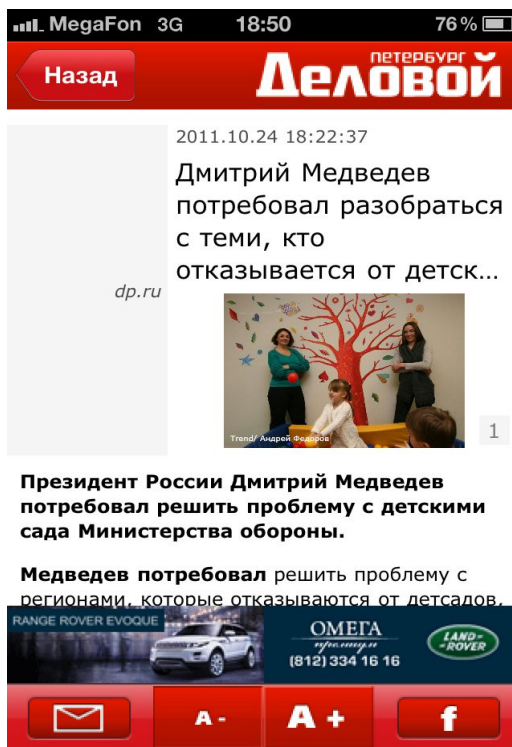 MegaFon 3G 18:50 76 %
Назад
ПЕТЕРБУРГ
Деловой
2011.10.24 18:22:37
Дмитрий Медведев
потребовал разобраться
с теми, кто
отказывается от детск...
dp.ru
Trend/ Андрей Федоров
1
Президент России Дмитрий Медведев
потребовал решить проблему с детскими
сада Министерства обороны.
Медведев потребовал решить проблему с
регионами, которые отказываются от детсадов,
RANGE ROVER EVOQUE
ОМЕГА
премиум
(812) 334 16 16
LAND-
-ROVER
A -
A +
f